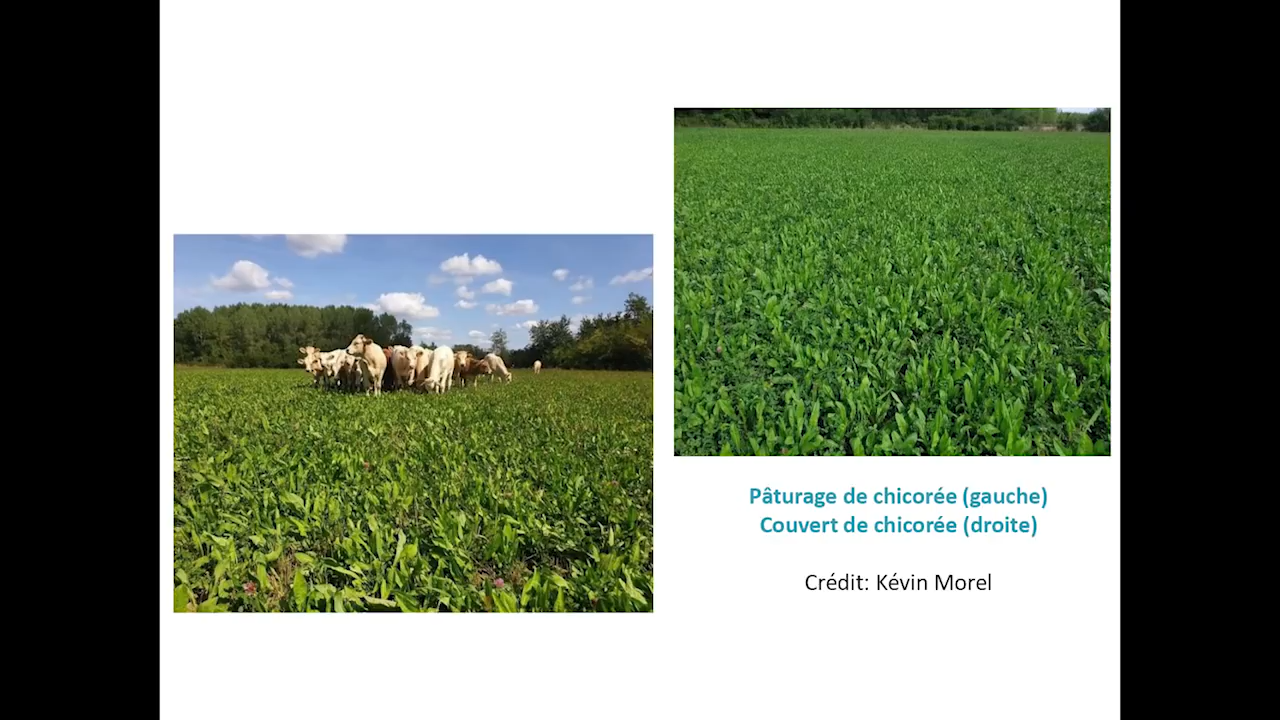 Pâturage de chicorée (gauche)
Couvert de chicorée (droite)
Crédit: Kévin Morel